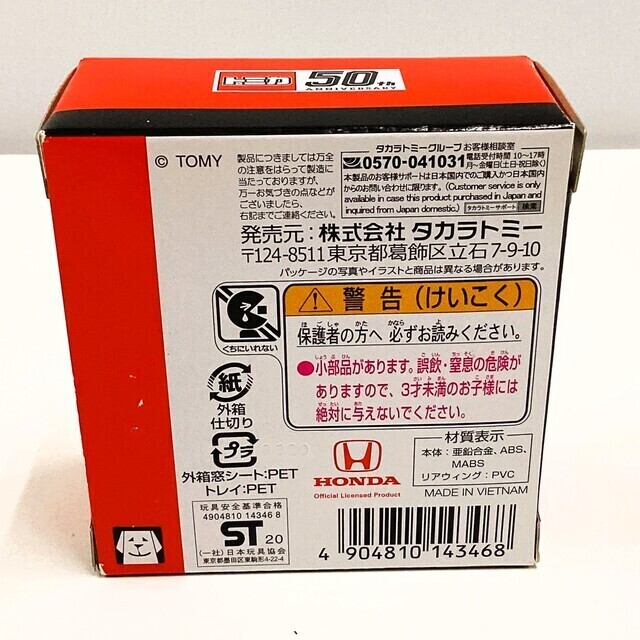 トミカ 50th
ANNIVERSARY
© TOMY
製品につきましては万全
の注意をはらって製造に
当たっておりますが、
万一お気づきの点などが
ございましたら、
右記までご連絡ください。
タカラトミーグループお客様相談室
0570-041031
電話受付時間 10〜17時
月〜金曜日(土・日・祝日除く)
本製品のお客様サポートは日本国内でのご購入かつ日本国内
からのお問い合わせに限ります。(Customer service is only
available in case this product purchased in Japan and
inquired from Japan domestic.)
タカラトミーサポート 検索
発売元:株式会社 タカラトミー
〒124-8511 東京都葛飾区立石7-9-10
パッケージの写真やイラストと商品は異なる場合があります。
くちにいれない
警告(けいこく)
保護者の方へ 必ずお読みください。
●小部品があります。誤飲・窒息の危険が
ありますので、3才未満のお子様には
絶対に与えないでください。
紙
外箱
仕切り
プラ
外箱窓シート:PET
トレイ:PET
HONDA
Official Licensed Product
材質表示
本体:亜鉛合金、ABS、
MABS
リアウィング:PVC
MADE IN VIETNAM
玩具安全基準合格
4904810 14346 8
ST 20
(一社)日本玩具協会
東京都墨田区東駒形4-22-4
4 904810 143468